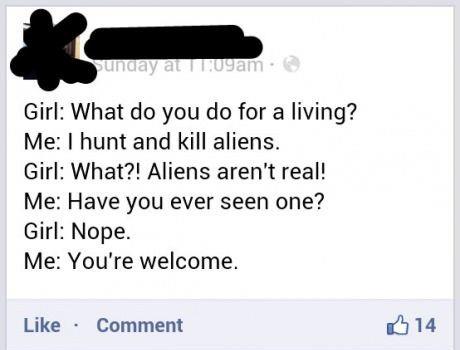 Sunday at 11:09am ·
Girl: What do you do for a living?
Me: I hunt and kill aliens.
Girl: What?! Aliens aren't real!
Me: Have you ever seen one?
Girl: Nope.
Me: You're welcome.
Like · Comment 14